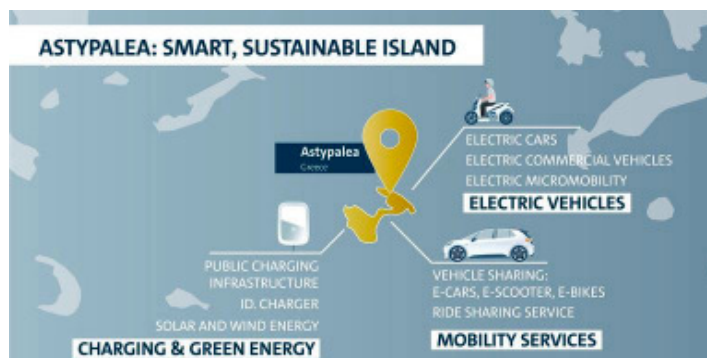 ASTYPALEA: SMART, SUSTAINABLE ISLAND
Astypalea
Greece
ELECTRIC CARS
ELECTRIC COMMERCIAL VEHICLES
ELECTRIC MICROMOBILITY
ELECTRIC VEHICLES
PUBLIC CHARGING
INFRASTRUCTURE
ID. CHARGER
SOLAR AND WIND ENERGY
CHARGING & GREEN ENERGY
VEHICLE SHARING:
E-CARS, E-SCOOTER, E-BIKES
RIDE SHARING SERVICE
MOBILITY SERVICES